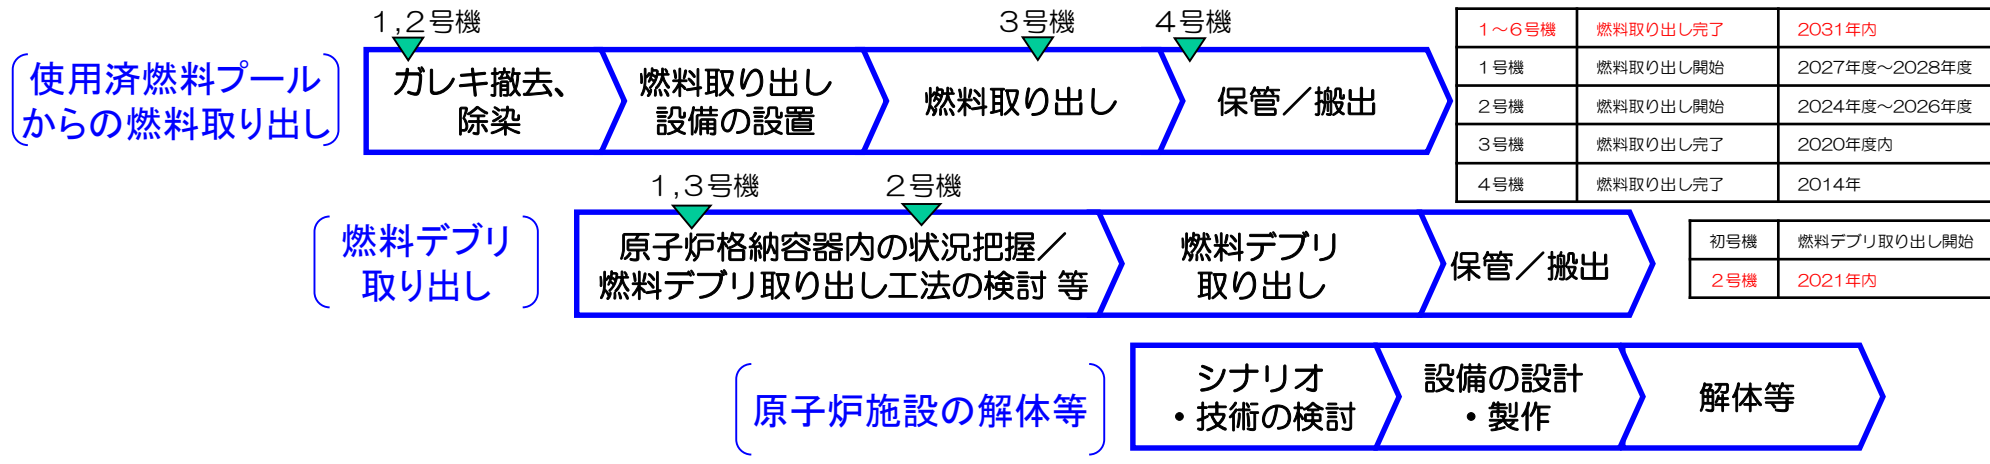 1,2号機
3号機
4号機
使用済燃料プール
からの燃料取り出し
ガレキ撤去、
除染
燃料取り出し
設備の設置
燃料取り出し
保管／搬出
1～6号機 燃料取り出し完了 2031年内
1号機 燃料取り出し開始 2027年度～2028年度
2号機 燃料取り出し開始 2024年度～2026年度
3号機 燃料取り出し完了 2020年度内
4号機 燃料取り出し完了 2014年
1,3号機
2号機
燃料デブリ
取り出し
原子炉格納容器内の状況把握／
燃料デブリ取り出し工法の検討 等
燃料デブリ
取り出し
保管／搬出
初号機 燃料デブリ取り出し開始
2号機 2021年内
原子炉施設の解体等
シナリオ
・技術の検討
設備の設計
・製作
解体等